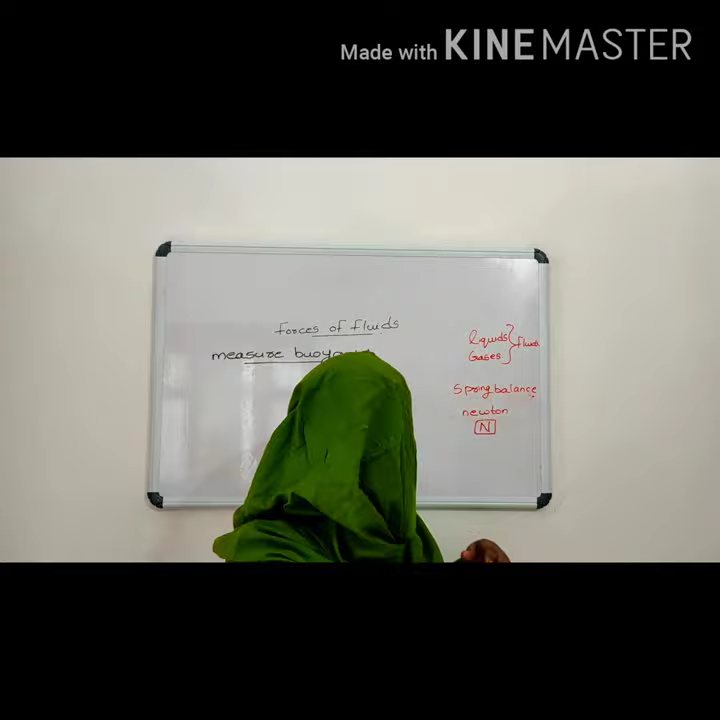 Made with KINEMASTER
Forces of fluids
measure
liquids
Gases
fluids
Spring balance
newton
N